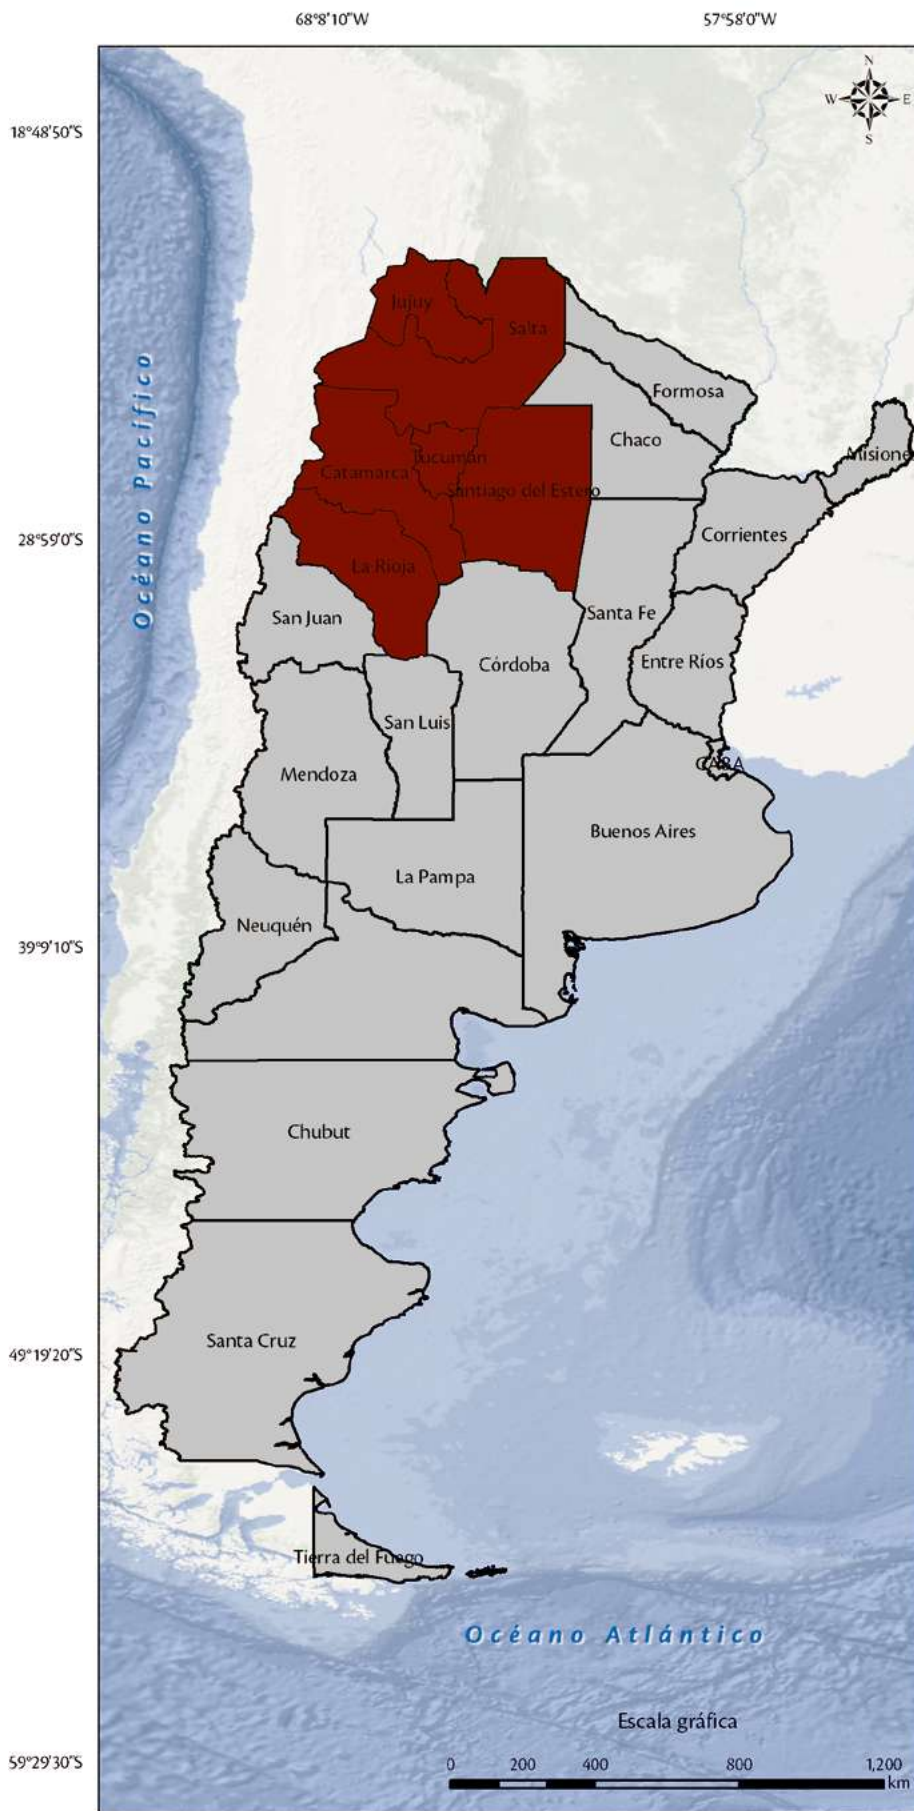 68°8'10"W
57°58'0"W
N
W
E
S
18°48'50"S
Jujuy
Salta
Formosa
Chaco
Misione
Tucumán
Catamarca
Santiago del Estero
Océano Pacífico
28°59'0"S
Corrientes
La Rioja
San Juan
Santa Fe
Entre Ríos
Córdoba
San Luis
CABA
Mendoza
Buenos Aires
La Pampa
Neuquén
39°9'10"S
Chubut
Santa Cruz
49°19'20"S
Tierra del Fuego
Océano Atlántico
Escala gráfica
59°29'30"S
0 200 400 800 1,200
km